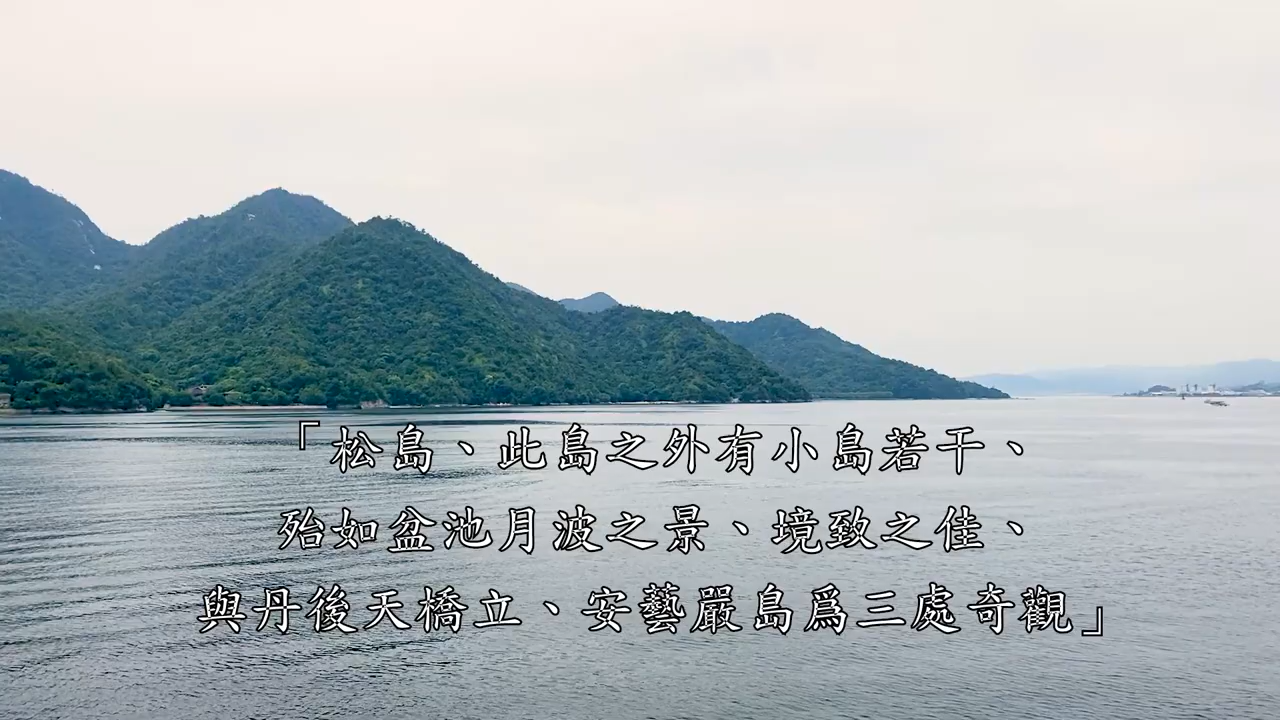 「松島、此島之外有小島若干、
殆如盆池月波之景、境致之佳、
與丹後天橋立、安藝嚴島爲三處奇觀」